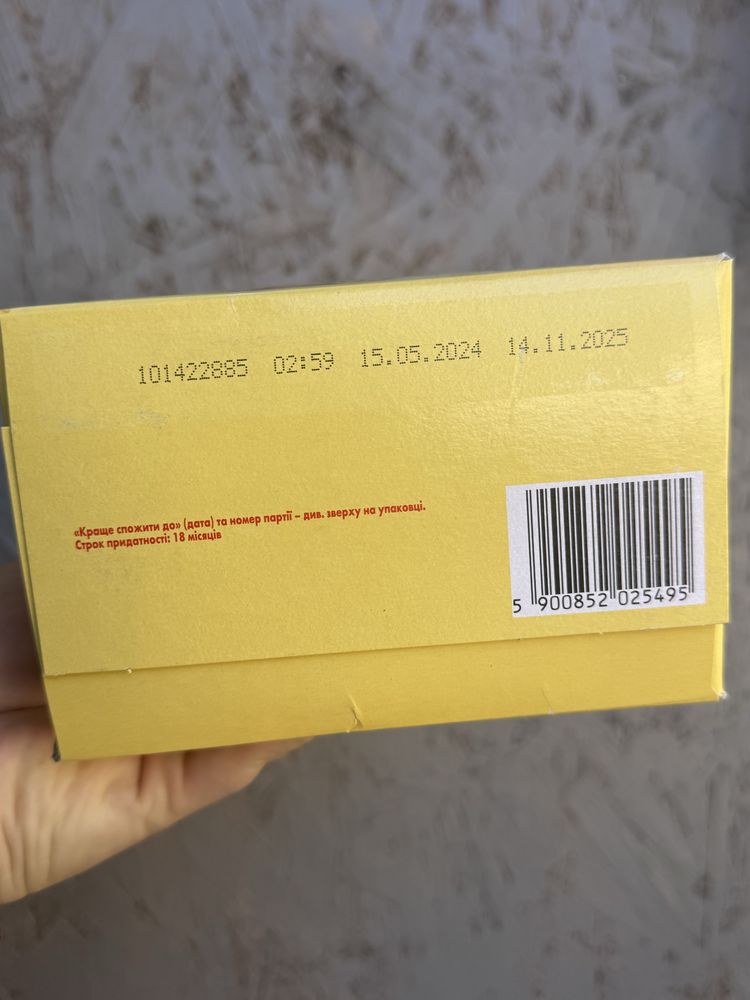 101422885 02:59 15.05.2024 14.11.2025
«Краще спожити до» (дата) та номер партії – див. зверху на упаковці.
Строк придатності: 18 місяців
5 900852 025495